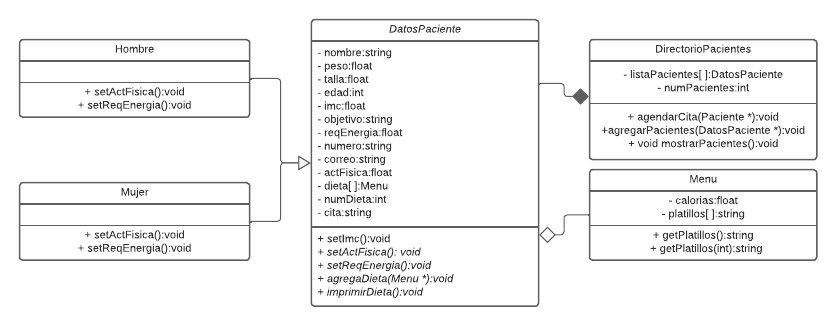 Hombre
+ setActFisica():void
+ setReqEnergia():void
Mujer
+ setActFisica():void
+ setReqEnergia():void
DatosPaciente
- nombre:string
- peso:float
- talla:float
- edad:int
- imc:float
- objetivo:string
- reqEnergia:float
- numero:string
- correo:string
- actFisica:float
- dieta[ ]:Menu
- numDieta:int
- cita:string
+ setImc():void
+ setActFisica(): void
+ setReqEnergia():void
+ agregaDieta(Menu *):void
+ imprimirDieta():void
DirectorioPacientes
- listaPacientes[ ]:DatosPaciente
- numPacientes:int
+ agendarCita(Paciente *):void
+agregarPacientes(DatosPaciente *):void
+ void mostrarPacientes():void
Menu
- calorias:float
- platillos[ ]:string
+ getPlatillos():string
+ getPlatillos(int):string